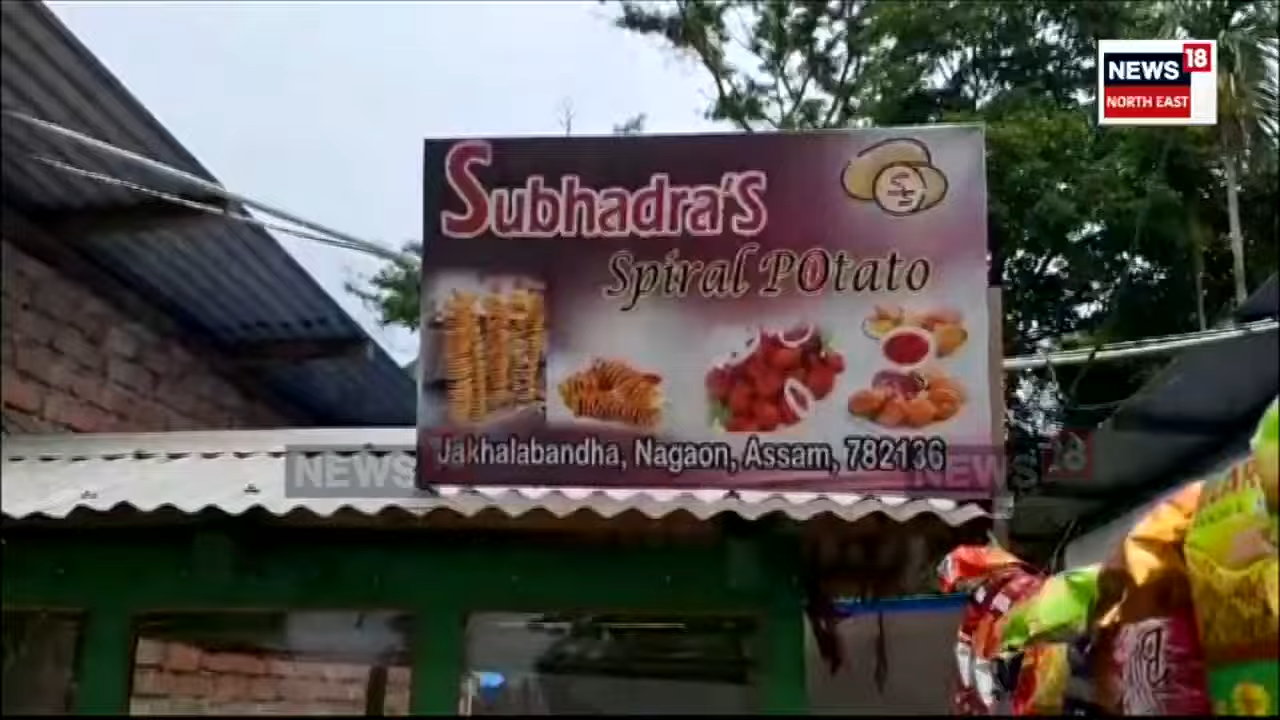 NEWS 18
NORTH EAST
Subhadra's
Spiral POtato
Jakhalabandha, Nagaon, Assam, 782136
NEWS
NEWS 18